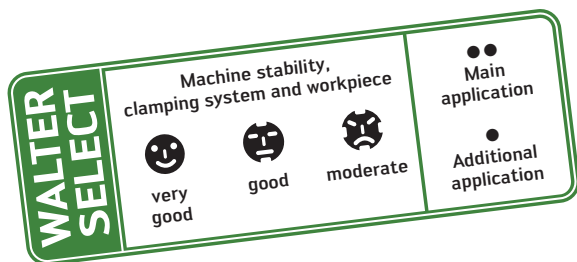 WALTER
SELECT
Machine stability,
clamping system and workpiece
very
good
good
moderate
Main
application
Additional
application